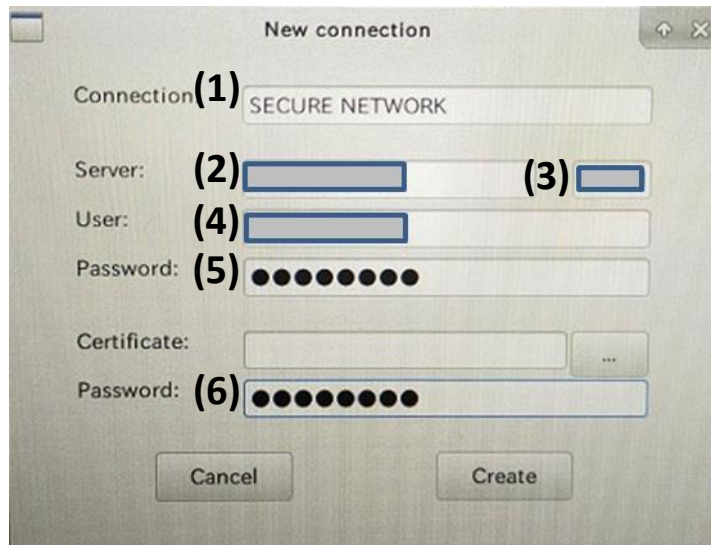 New connection
Connection (1) SECURE NETWORK
Server: (2) (3)
User: (4)
Password: (5) ●●●●●●●●
Certificate: ...
Password: (6) ●●●●●●●●
Cancel Create